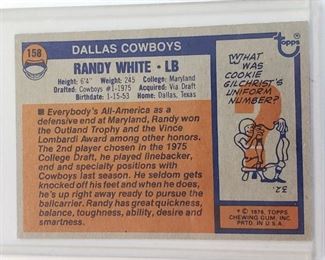 158
DALLAS COWBOYS
RANDY WHITE • LB
Height: 6'4" Weight: 245 College: Maryland
Drafted: Cowboys #1-1975 Acquired: Via Draft
Birthdate: 1-15-53 Home: Dallas, Texas
Everybody's All-America as a
defensive end at Maryland, Randy won
the Outland Trophy and the Vince
Lombardi Award among other honors.
The 2nd player chosen in the 1975
College Draft, he played linebacker,
end and specialty positions with
Cowboys last season. He seldom gets
knocked off his feet and when he does,
he's up right away ready to pursue the
ballcarrier. Randy has great quickness,
balance, toughness, ability, desire and
smartness.
topps
WHAT
WAS
COOKIE
GILCHRIST'S
UNIFORM
NUMBER?
32.
* © 1976, TOPPS
CHEWING GUM, INC.
PRTD. IN U.S.A.